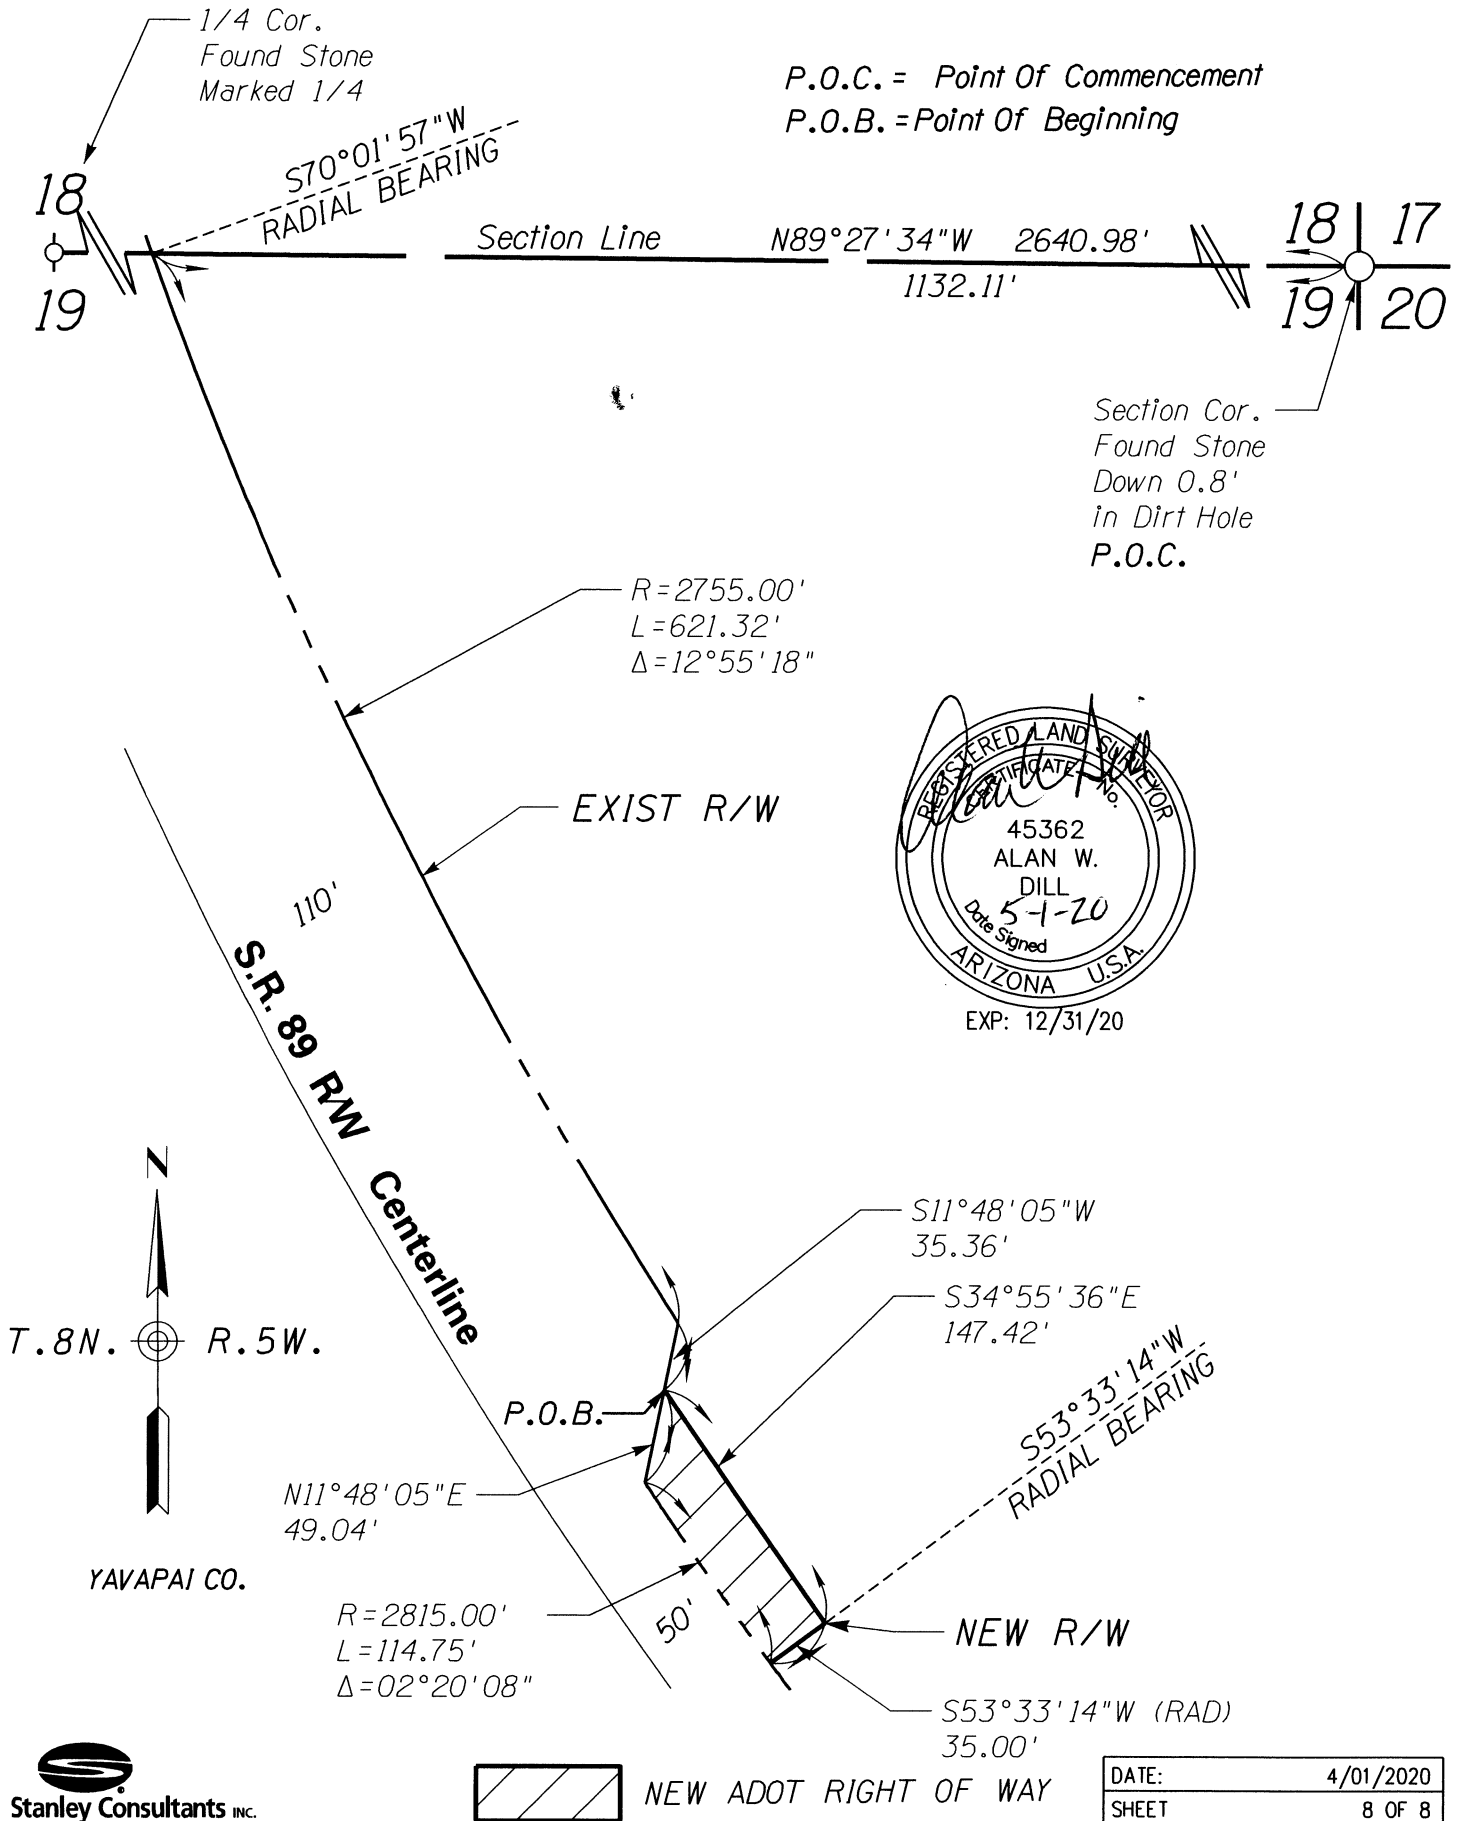 1/4 Cor.
Found Stone
Marked 1/4
P.O.C. = Point Of Commencement
P.O.B. = Point Of Beginning
S70°01'57"W
RADIAL BEARING
18
19
Section Line
N89°27'34"W 2640.98'
1132.11'
18 17
19 20
Section Cor.
Found Stone
Down 0.8'
in Dirt Hole
P.O.C.
R=2755.00'
L=621.32'
Δ=12°55'18"
EXIST R/W
110'
S.R. 89 R/W Centerline
REGISTERED LAND SURVEYOR
CERTIFICATE No.
45362
ALAN W.
DILL
5-1-20
Date Signed
ARIZONA U.S.A.
EXP: 12/31/20
N
T.8N. R.5W.
YAVAPAI CO.
S11°48'05"W
35.36'
S34°55'36"E
147.42'
P.O.B.
S53°33'14"W
RADIAL BEARING
N11°48'05"E
49.04'
R=2815.00'
L=114.75'
Δ=02°20'08"
50'
NEW R/W
S53°33'14"W (RAD)
35.00'
Stanley Consultants INC.
NEW ADOT RIGHT OF WAY
DATE: 4/01/2020
SHEET 8 OF 8